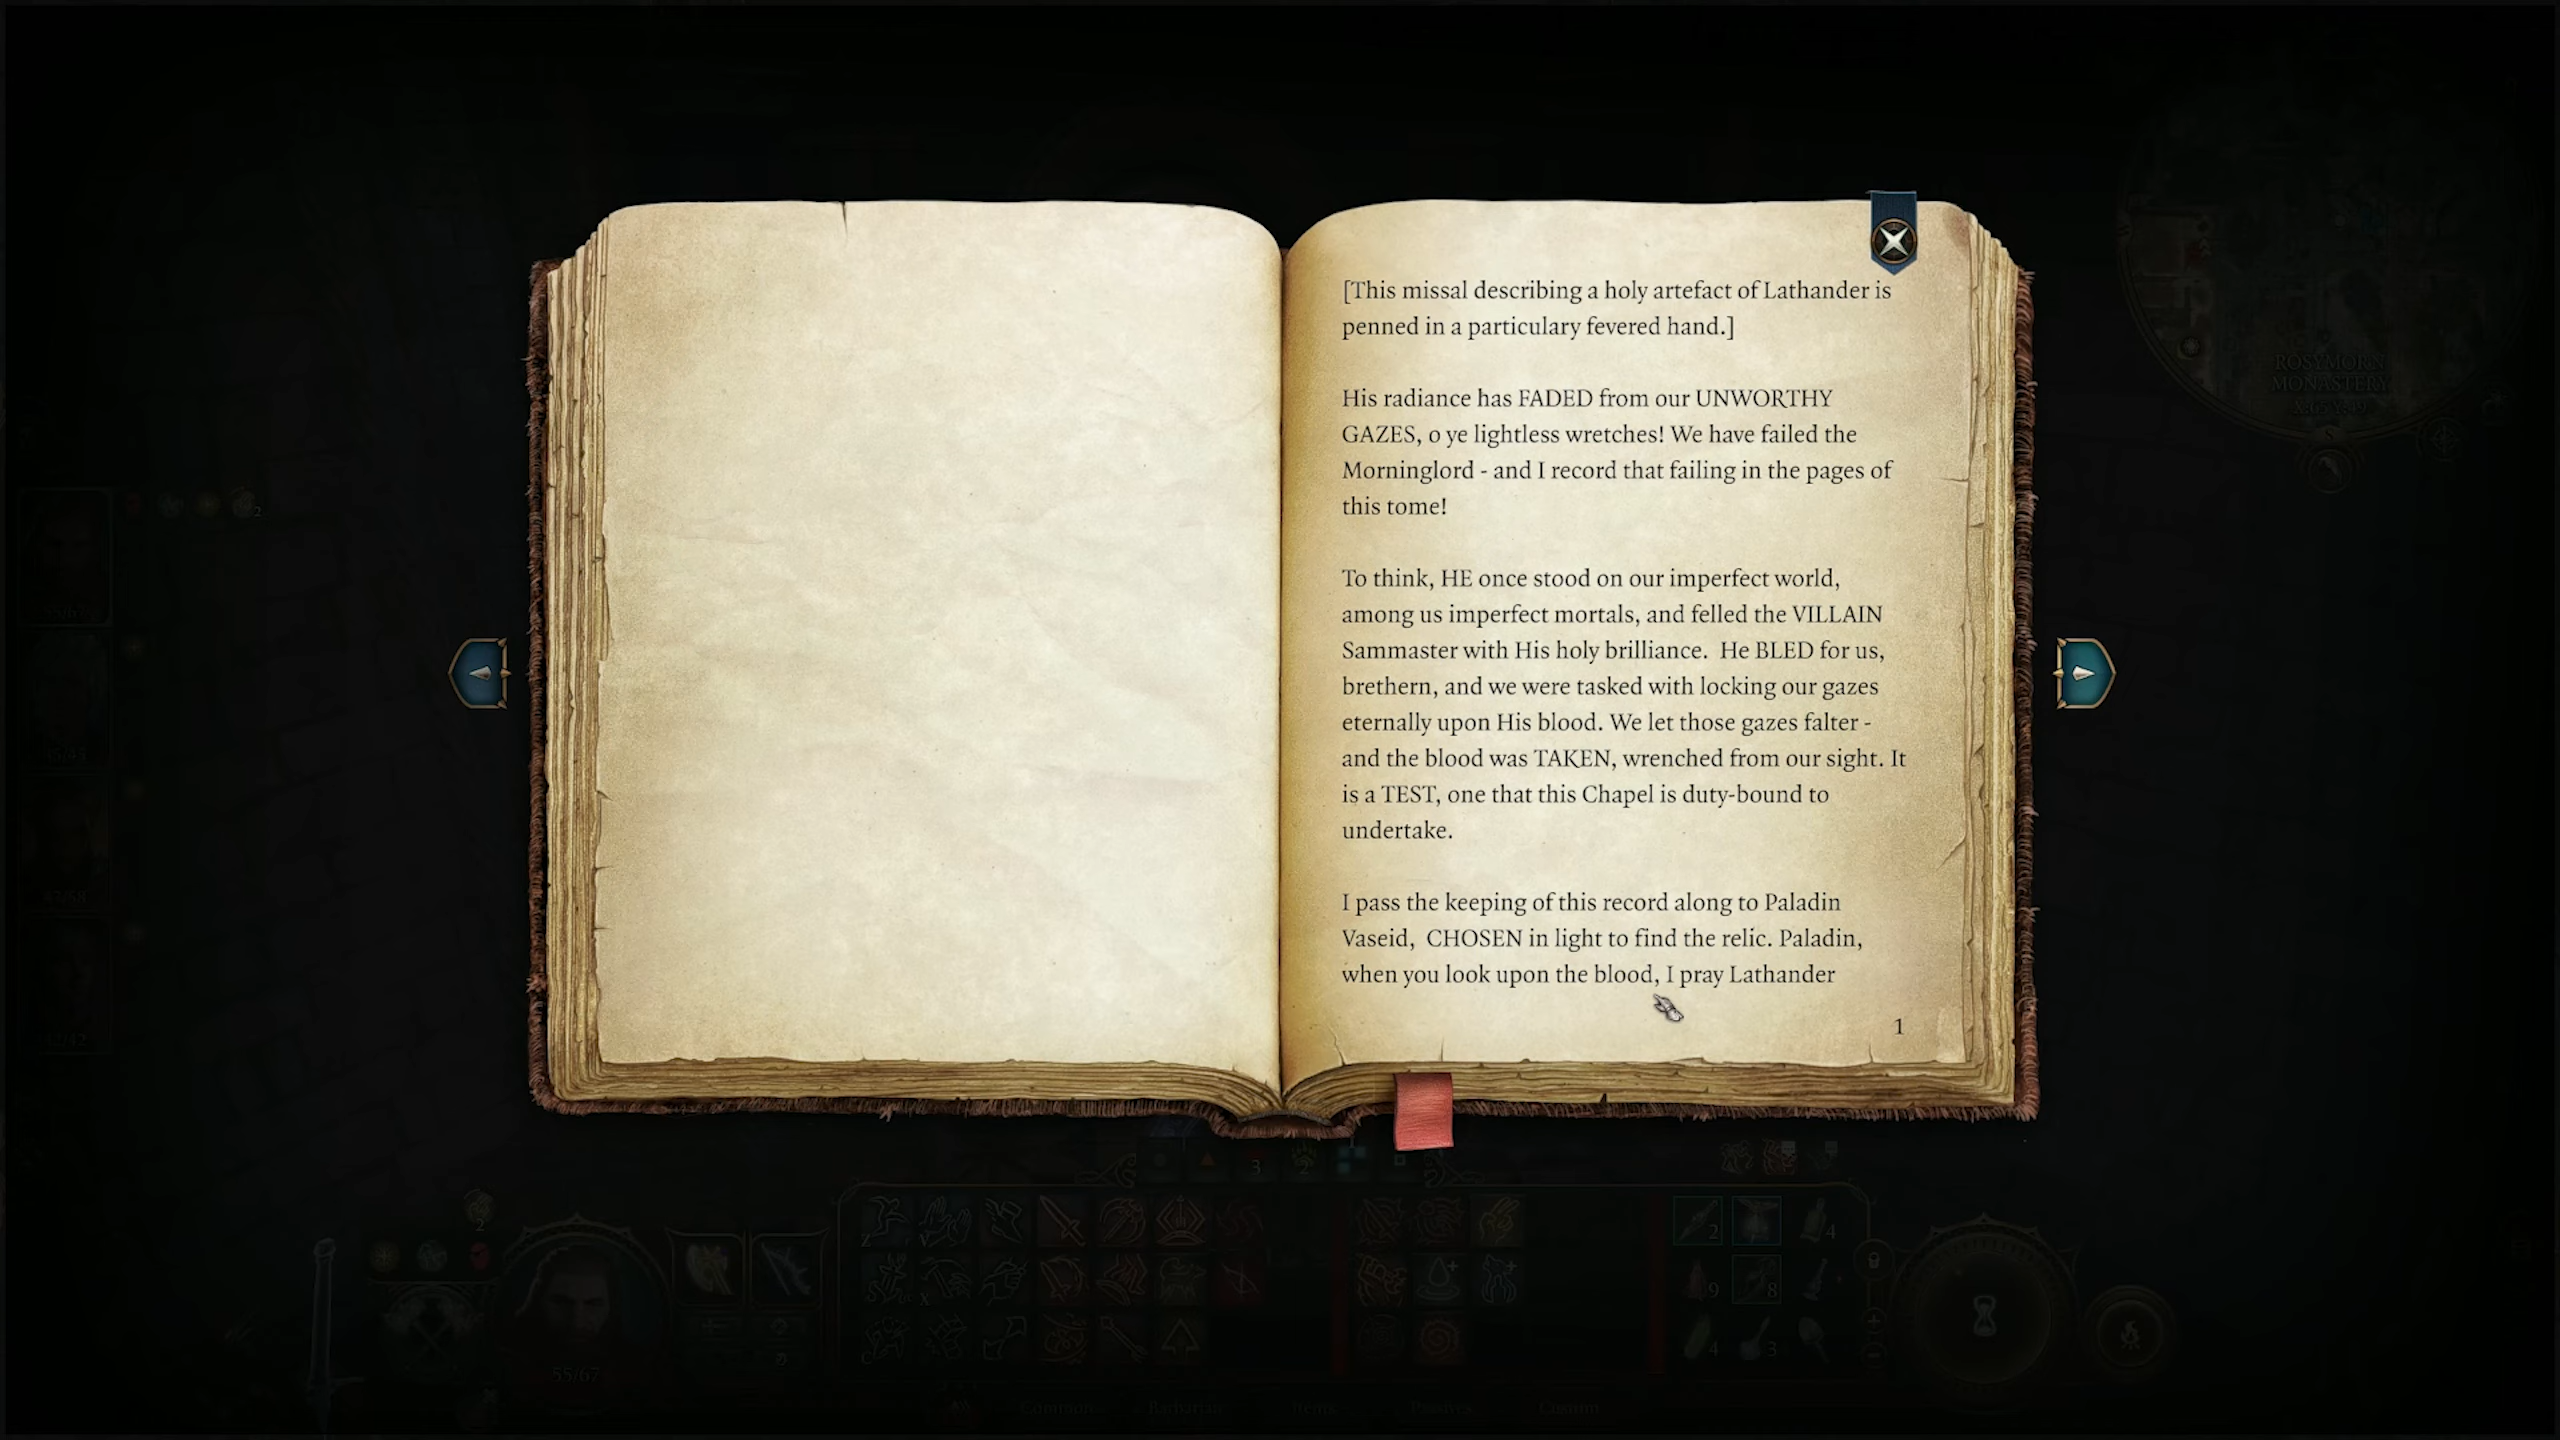 [This missal describing a holy artefact of Lathander is
penned in a particulary fevered hand.]
His radiance has FADED from our UNWORTHY
GAZES, o ye lightless wretches! We have failed the
Morninglord - and I record that failing in the pages of
this tome!
To think, HE once stood on our imperfect world,
among us imperfect mortals, and felled the VILLAIN
Sammaster with His holy brilliance.  He BLED for us,
brethern, and we were tasked with locking our gazes
eternally upon His blood. We let those gazes falter -
and the blood was TAKEN, wrenched from our sight. It
is a TEST, one that this Chapel is duty-bound to
undertake.
I pass the keeping of this record along to Paladin
Vaseid,  CHOSEN in light to find the relic. Paladin,
when you look upon the blood, I pray Lathander
1
ROSYMORN
MONASTERY
55/67